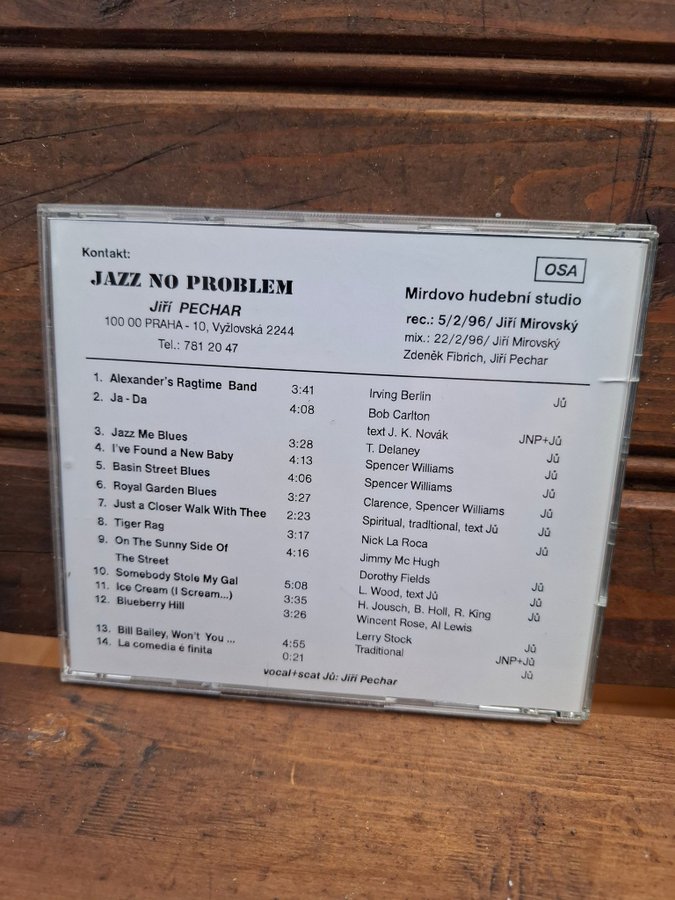 Kontakt:
JAZZ NO PROBLEM
Jiří PECHAR
100 00 PRAHA - 10, Vyžlovská 2244
Tel.: 781 20 47
OSA
Mirdovo hudební studio
rec.: 5/2/96/ Jiří Mirovský
mix.: 22/2/96/ Jiří Mirovský
Zdeněk Fibrich, Jiří Pechar
1. Alexander's Ragtime Band 3:41 Irving Berlin Jů
2. Ja - Da 4:08 Bob Carlton
text J. K. Novák JNP+Jů
3. Jazz Me Blues 3:28 T. Delaney Jů
4. I've Found a New Baby 4:13 Spencer Williams Jů
5. Basin Street Blues 4:06 Spencer Williams Jů
6. Royal Garden Blues 3:27 Clarence, Spencer Williams Jů
7. Just a Closer Walk With Thee 2:23 Spiritual, traditional, text Jů Jů
8. Tiger Rag 3:17 Nick La Roca Jů
9. On The Sunny Side Of 4:16 Jimmy Mc Hugh
The Street Dorothy Fields Jů
10. Somebody Stole My Gal 5:08 L. Wood, text Jů Jů
11. Ice Cream (I Scream...) 3:35 H. Jousch, B. Holl, R. King Jů
12. Blueberry Hill 3:26 Wincent Rose, Al Lewis
Lerry Stock Jů
13. Bill Bailey, Won't You ... 4:55 Traditional JNP+Jů
14. La comedia é finita 0:21 Jů
vocal+scat Jů: Jiří Pechar